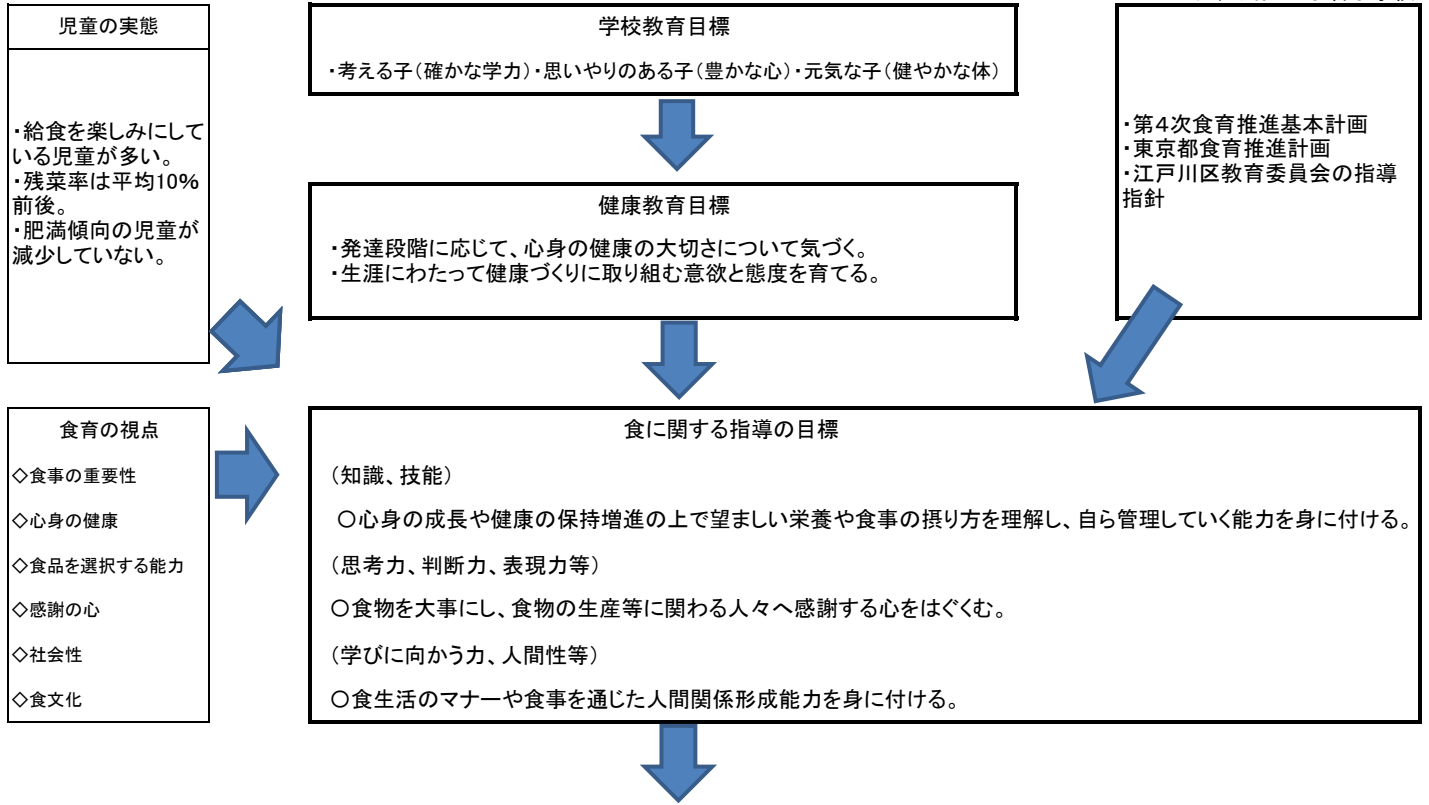 児童の実態
・給食を楽しみにして
いる児童が多い。
・残菜率は平均10%
前後。
・肥満傾向の児童が
減少していない。
学校教育目標
・考える子(確かな学力)・思いやりのある子(豊かな心)・元気な子(健やかな体)
健康教育目標
・発達段階に応じて、心身の健康の大切さについて気づく。
・生涯にわたって健康づくりに取り組む意欲と態度を育てる。
・第4次食育推進基本計画
・東京都食育推進計画
・江戸川区教育委員会の指導
指針
食育の視点
◇食事の重要性
◇心身の健康
◇食品を選択する能力
◇感謝の心
◇社会性
◇食文化
食に関する指導の目標
(知識、技能)
〇心身の成長や健康の保持増進の上で望ましい栄養や食事の摂り方を理解し、自ら管理していく能力を身に付ける。
(思考力、判断力、表現力等)
〇食物を大事にし、食物の生産等に関わる人々へ感謝する心をはぐくむ。
(学びに向かう力、人間性等)
〇食生活のマナーや食事を通じた人間関係形成能力を身に付ける。